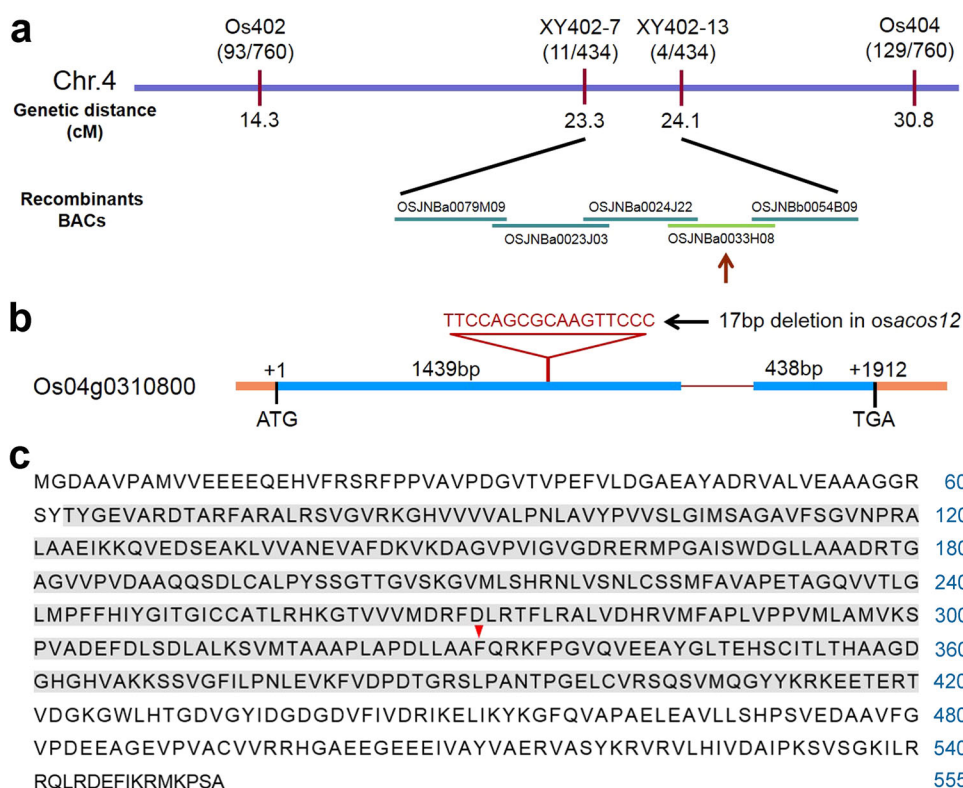 a
Os402 XY402-7 XY402-13 Os404
(93/760) (11/434) (4/434) (129/760)
Chr.4
Genetic distance
(cM)
14.3 23.3 24.1 30.8
Recombinants
BACs
OSJNBa0079M09 OSJNBa0024J22 OSJNBb0054B09
OSJNBa0023J03 OSJNBa0033H08
b
TTCCAGCGCAAGTTCCC 17bp deletion in osacos12
Os04g0310800 +1 1439bp 438bp +1912
ATG TGA
c
MGDAAVPAMVVEEEEQEHVFRSRFPPVAVPDGVTVPEFVLDGAEAYADRVALVEAAAGGR 60
SYTYGEVARDTARFARALRSVGVRKGHVVVVALPNLAVYPVVSLGIMSAGAVFSGVNPRA 120
LAAEIKKQVEDSEAKLVVANEVAFDKVKDAGVPVIGVGDRERMPGAISWDGLLAAADRTG 180
AGVVPVDAAQQSDLCALPYSSGTTGVSKGVMLSHRNLVSNLCSSMFAVAPETAGQVVTLG 240
LMPFFHIYGITGICCATLRHKGTVVVMDRFDLRTFLRALVDHRVMFAPLVPPVMLAMVKS 300
PVADEFDLSDLALKSVMTAAAPLAPDLLAAFQRKFPGVQVEEAYGLTEHSCITLTHAAGD 360
GHGHVAKKSSVGFILPNLEVKFVDPDTGRSLPANTPGELCVRSQSVMQGYYKRKEETERT 420
VDGKGWLHTGDVGYIDGDGDVFIVDRIKELIKYKGFQVAPAELEAVLLSHPSVEDAAVFG 480
VPDEEAGEVPVACVVRRHGAEEGEEEIVAYVAERVASYKRVRVLHIVDAIPKSVSGKILR 540
RQLRDEFIKRMKPSA 555